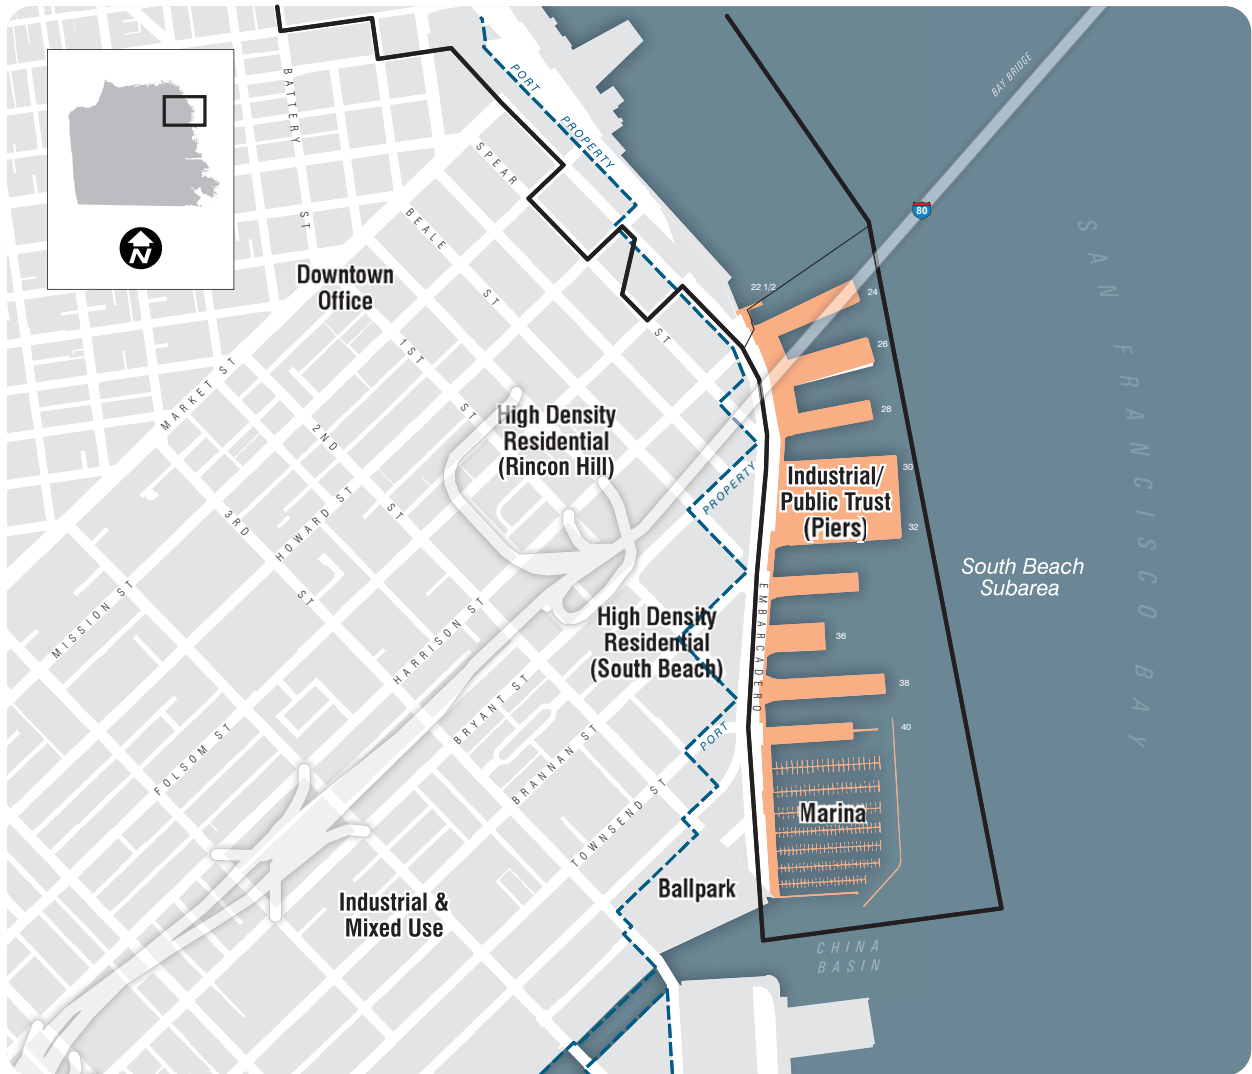 BATTERY
ST
PORT
PROPERTY
BAY BRIDGE
80
N
SPEAR
ST
BEALE
ST
Downtown
Office
22 1/2
24
26
28
30
32
36
38
40
1ST
ST
MARKET ST
2ND
ST
High Density
Residential
(Rincon Hill)
PROPERTY
Industrial/
Public Trust
(Piers)
HOWARD ST
3RD
ST
MISSION ST
South Beach
Subarea
SAN FRANCISCO BAY
EMBARCADERO
High Density
Residential
(South Beach)
HARRISON ST
BRYANT ST
PORT
FOLSOM ST
BRANNAN ST
TOWNSEND ST
Marina
Ballpark
Industrial &
Mixed Use
CHINA
BASIN